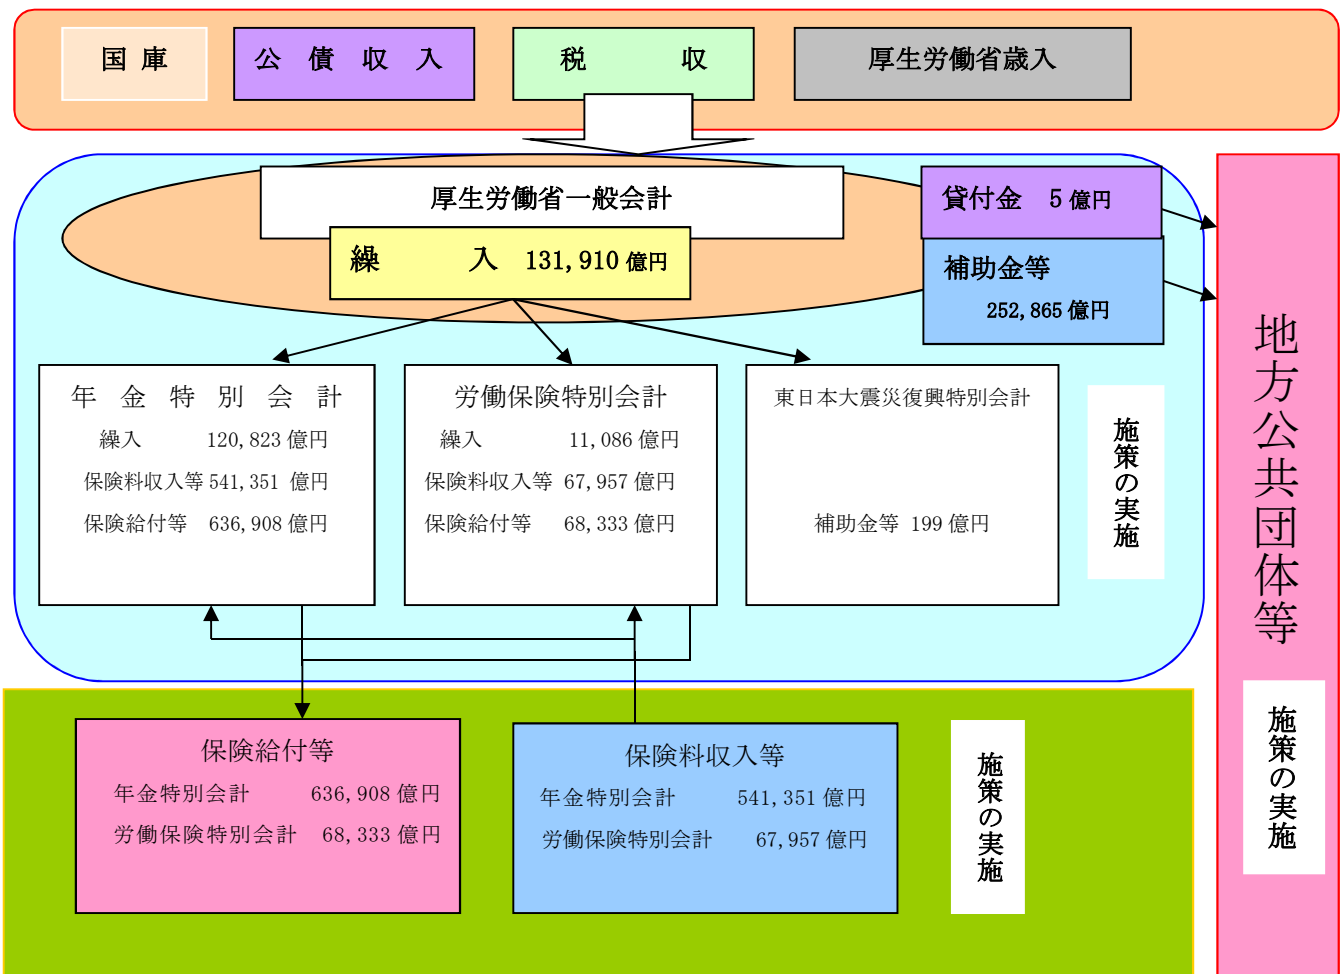 国庫
公債収入
税収
厚生労働省歳入
厚生労働省一般会計
繰入 131,910 億円
貸付金 5 億円
補助金等
252,865 億円
年金特別会計
繰入 120,823 億円
保険料収入等 541,351 億円
保険給付等 636,908 億円
労働保険特別会計
繰入 11,086 億円
保険料収入等 67,957 億円
保険給付等 68,333 億円
東日本大震災復興特別会計
補助金等 199 億円
施策の実施
地方公共団体等
施策の実施
保険給付等
年金特別会計 636,908 億円
労働保険特別会計 68,333 億円
保険料収入等
年金特別会計 541,351 億円
労働保険特別会計 67,957 億円
施策の実施